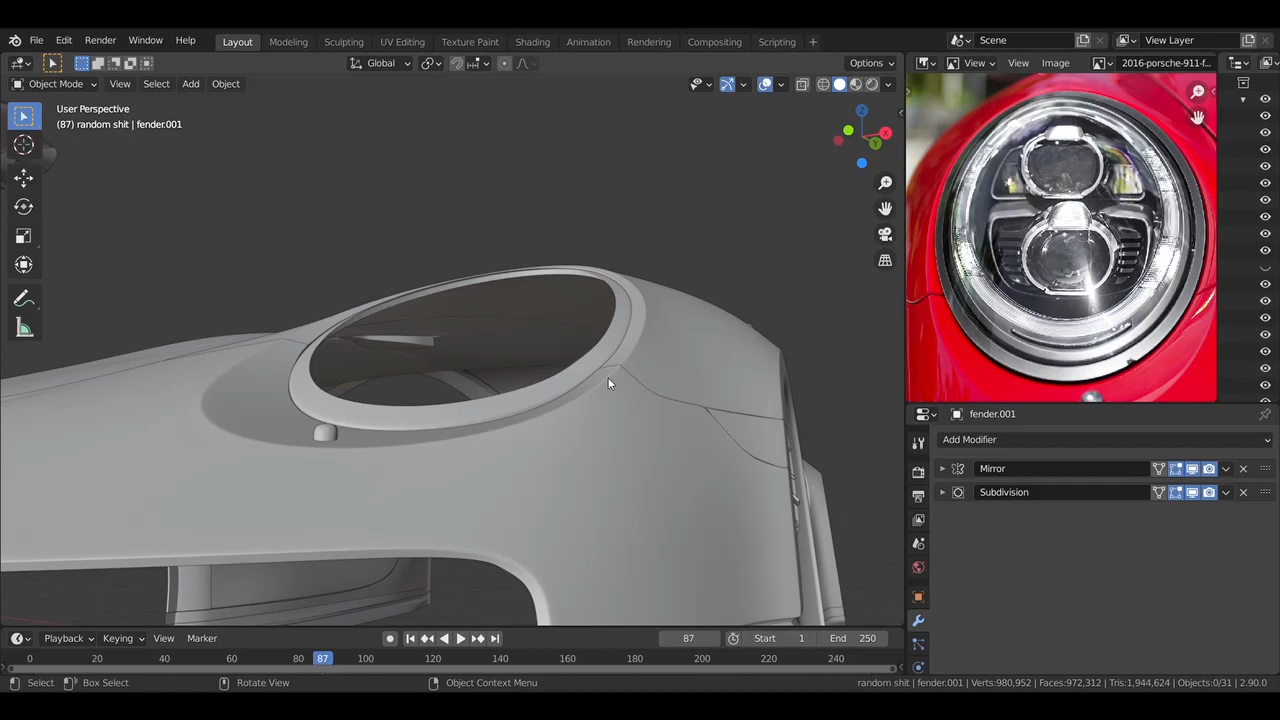 File Edit Render Window Help Layout Modeling Sculpting UV Editing Texture Paint Shading Animation Rendering Compositing Scripting + Scene View Layer
Global Options View View Image 2016-porsche-911-f...
Object Mode View Select Add Object
User Perspective
(87) random shit | fender.001
Z
X
Y
fender.001
Add Modifier
Mirror
Subdivision
Playback Keying View Marker 87 Start 1 End 250
0 20 40 60 80 87 100 120 140 160 180 200 220 240
Select Box Select Rotate View Object Context Menu random shit | fender.001 | Verts:980,952 | Faces:972,312 | Tris:1,944,624 | Objects:0/31 | 2.90.0